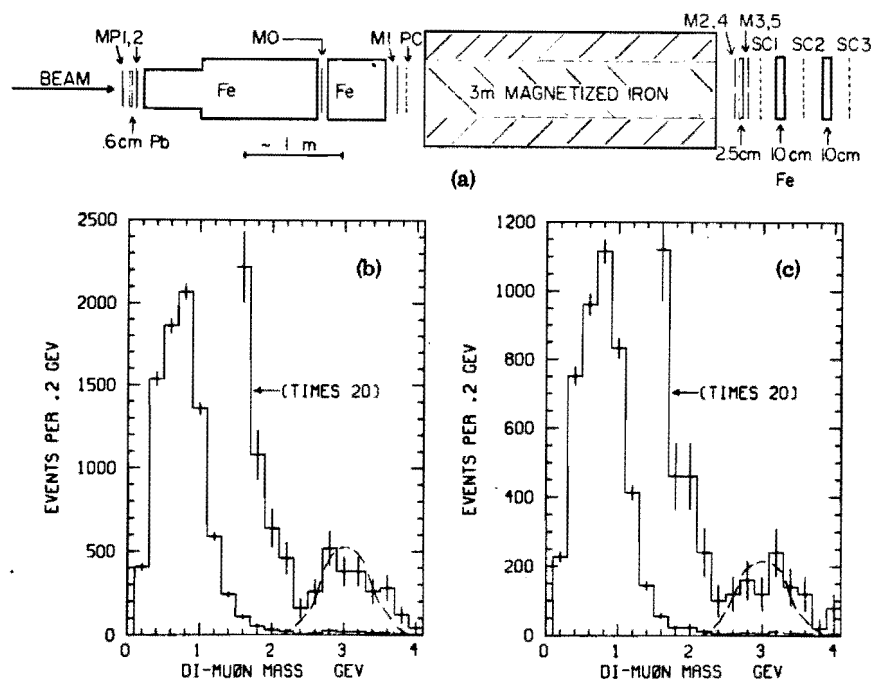 MP1,2
MO
M1 PC
M2,4 M3,5
SC1 SC2 SC3
BEAM
Fe
Fe
3m MAGNETIZED IRON
.6cm Pb
~ 1 m
2.5cm 10cm 10cm
Fe
(a)
2500
2000
1500
1000
500
0
EVENTS PER .2 GEV
(b)
(TIMES 20)
0 1 2 3 4
DI-MUØN MASS GEV
1200
1000
800
600
400
200
0
EVENTS PER .2 GEV
(c)
(TIMES 20)
0 1 2 3 4
DI-MUØN MASS GEV